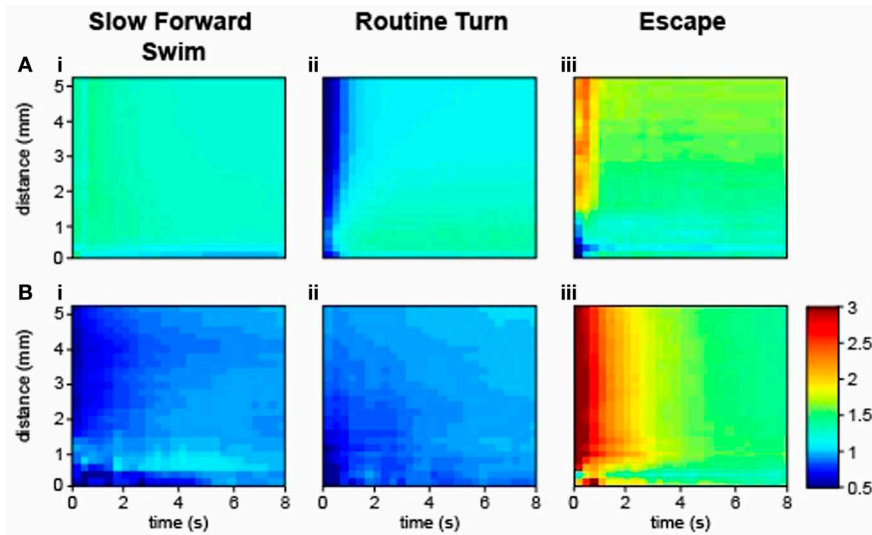 Slow Forward
Swim
Routine Turn
Escape
A
i
ii
iii
distance (mm)
5
4
3
2
1
0
B
i
ii
iii
distance (mm)
5
4
3
2
1
0
0 2 4 6 8
time (s)
0 2 4 6 8
time (s)
0 2 4 6 8
time (s)
3
2.5
2
1.5
1
0.5